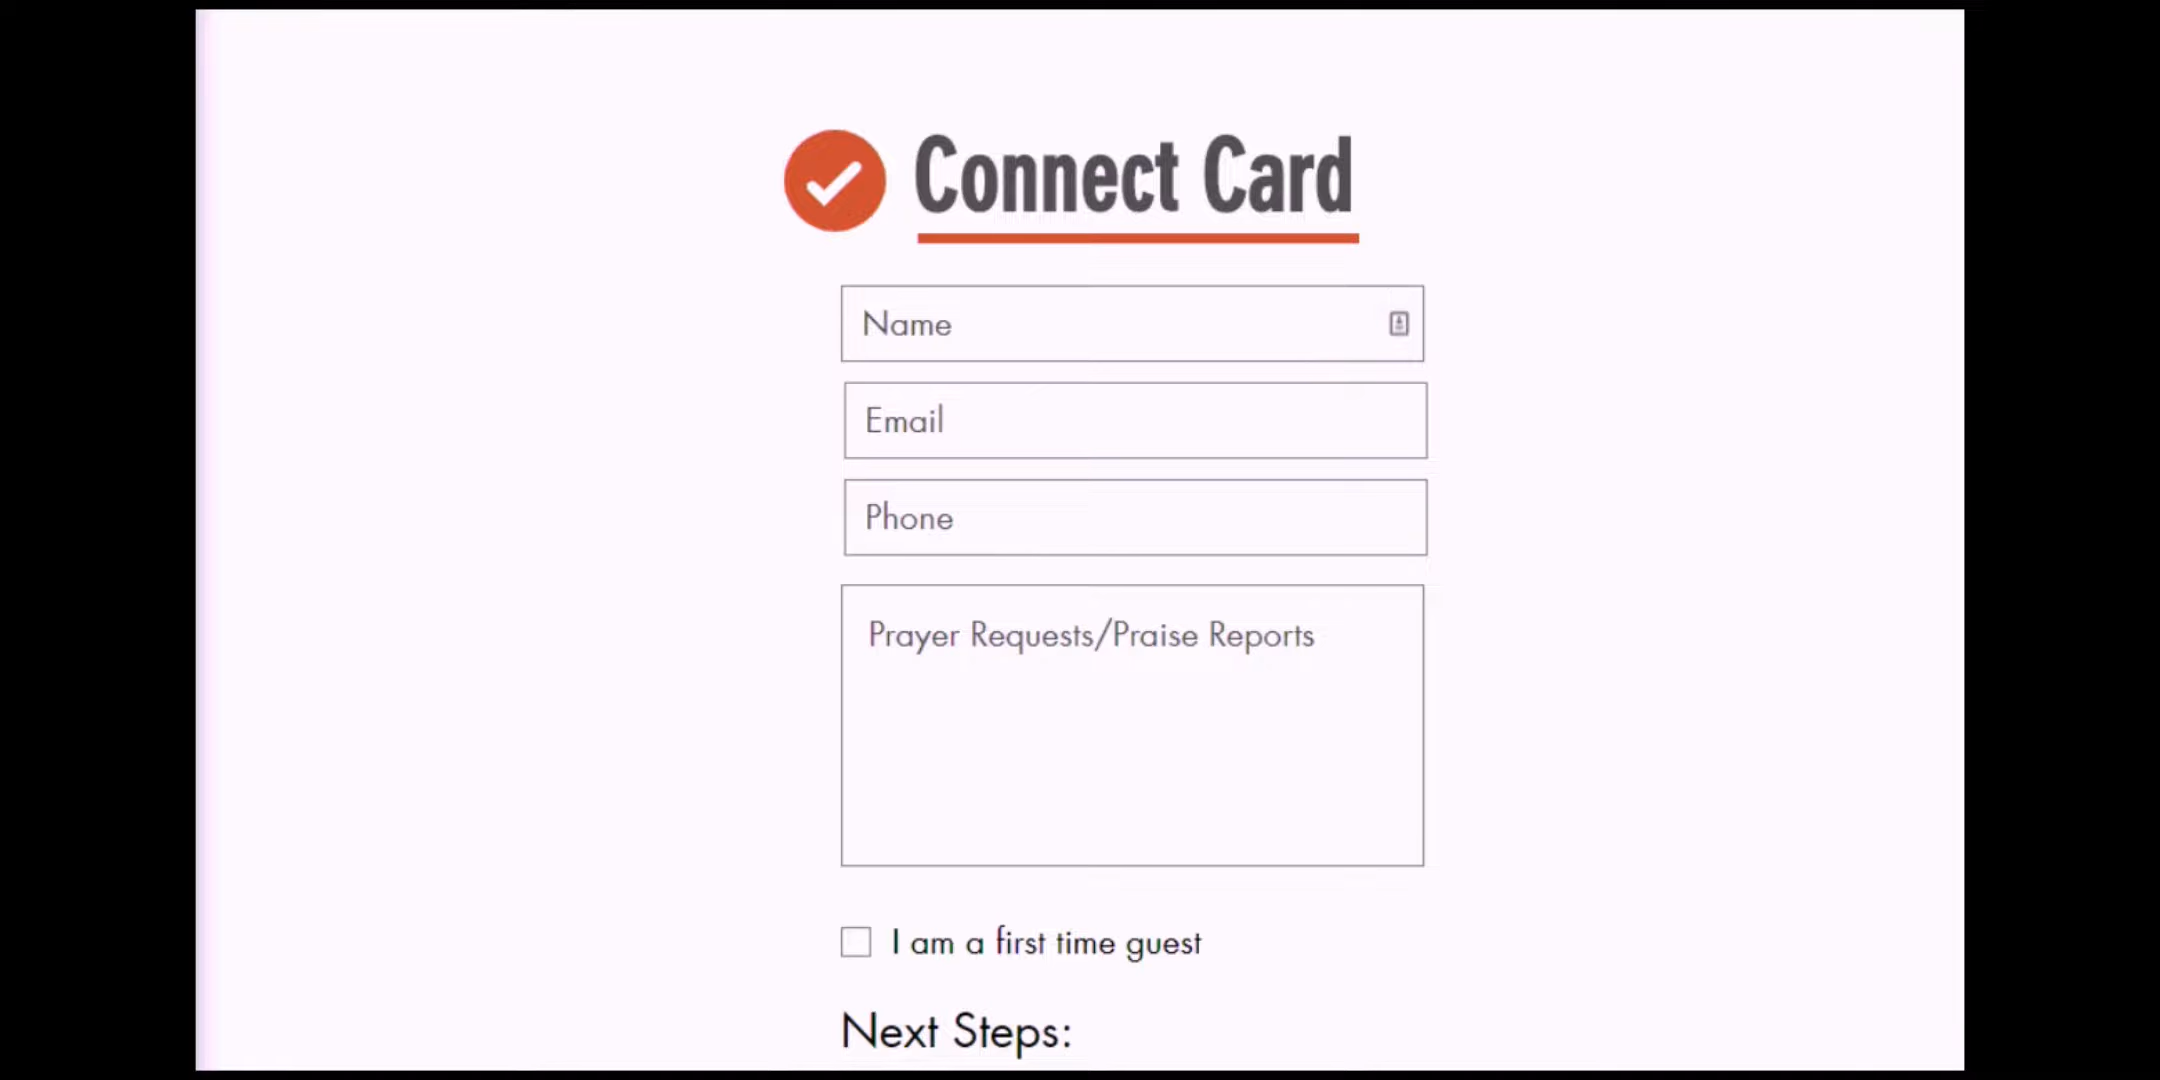 Connect Card
Name
Email
Phone
Prayer Requests/Praise Reports
I am a first time guest
Next Steps: